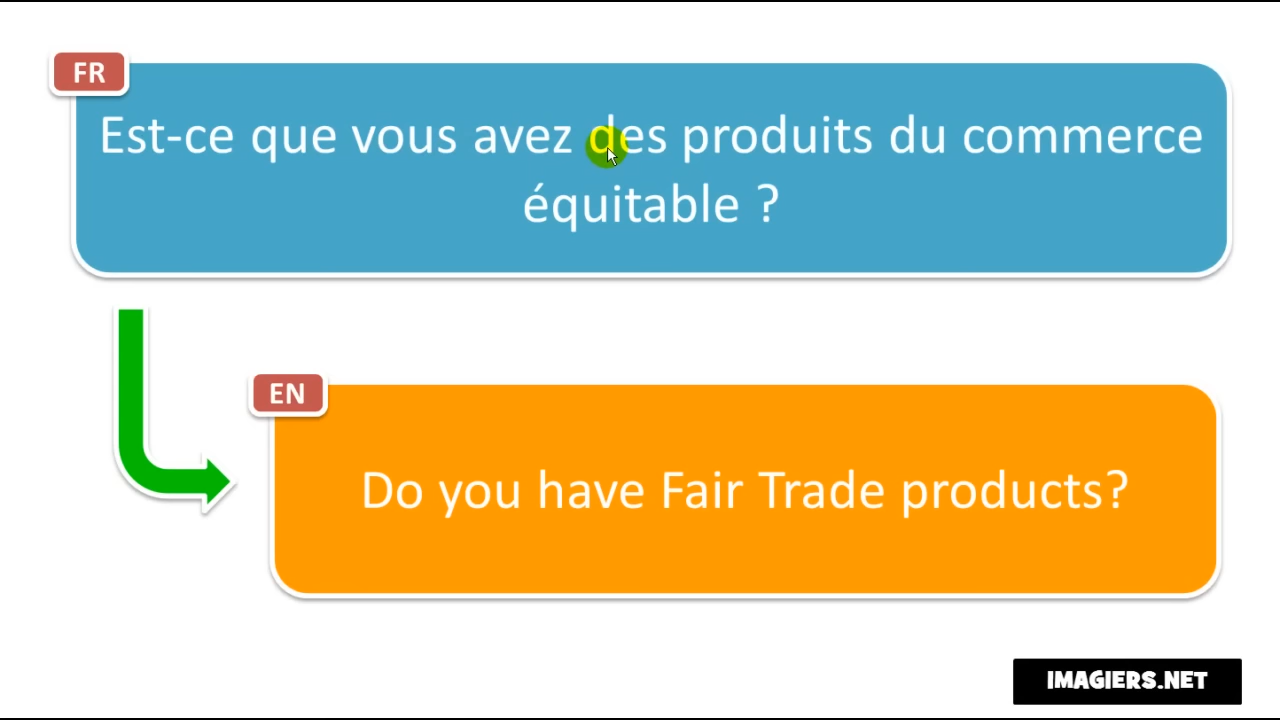 FR
Est-ce que vous avez des produits du commerce
équitable ?
EN
Do you have Fair Trade products?
IMAGIERS.NET